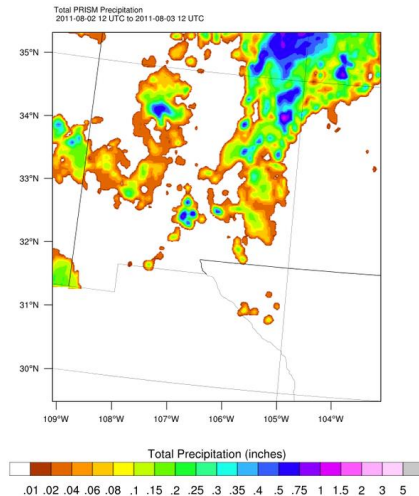 Total PRISM Precipitation
2011-08-02 12 UTC to 2011-08-03 12 UTC
35°N
34°N
33°N
32°N
31°N
30°N
109°W 108°W 107°W 106°W 105°W 104°W
Total Precipitation (inches)
.01 .02 .04 .06 .08 .1 .15 .2 .25 .3 .35 .4 .5 .75 1 1.5 2 3 5